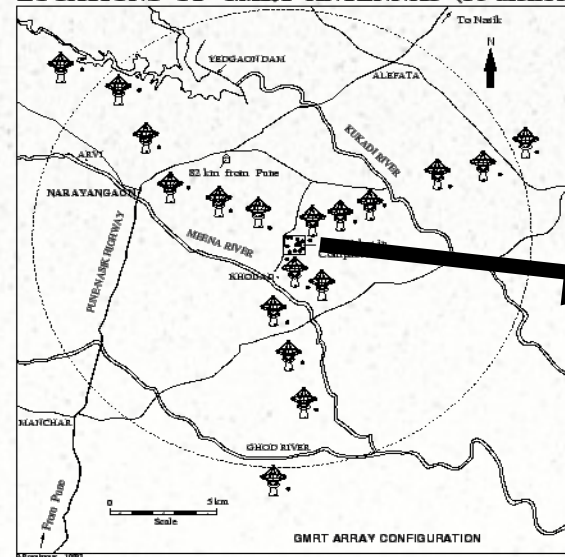 To Nasik
N
YEDGAON DAM
ALEFATA
KUKADI RIVER
ARVI
82 km from Pune
NARAYANGAON
MEENA RIVER
PUNE-NASIK HIGHWAY
KHODAD
MANCHAR
GHOD RIVER
From Pune
0 5 km
Scale
GMRT ARRAY CONFIGURATION